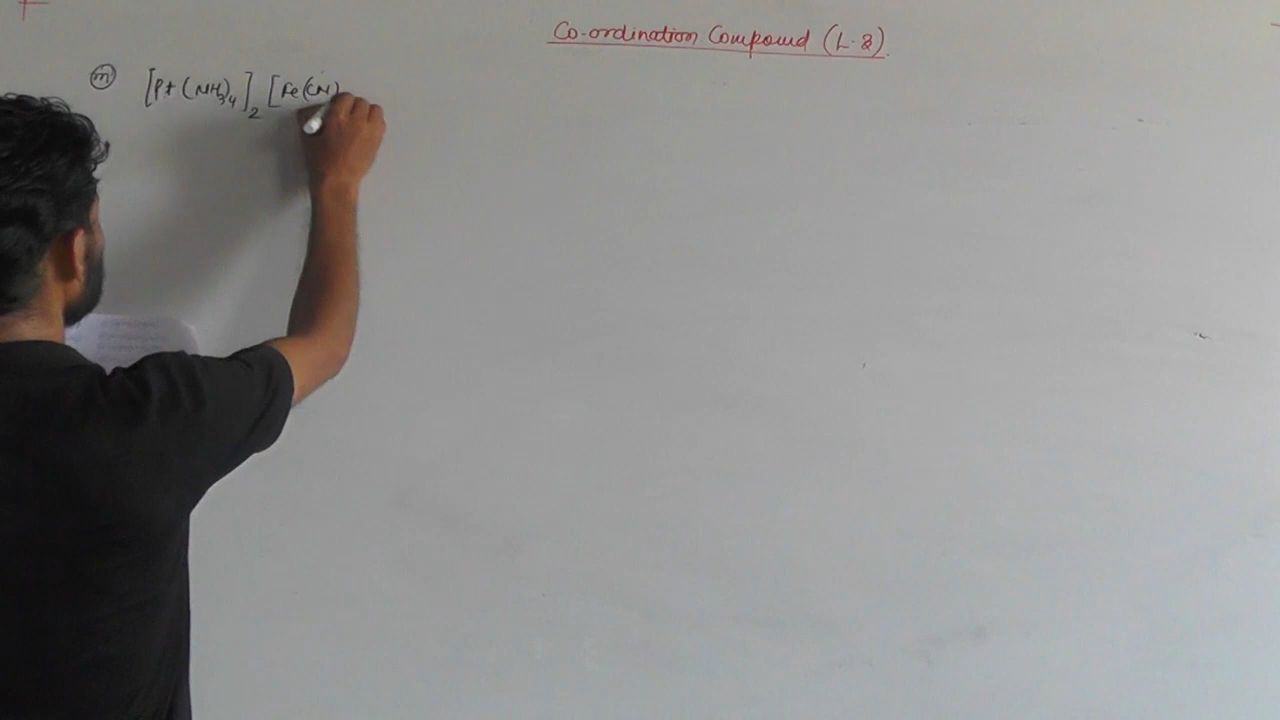 Co-ordination Compound (L-8)
(m) [Pt(NH₃)₄]₂ [Fe(CN)